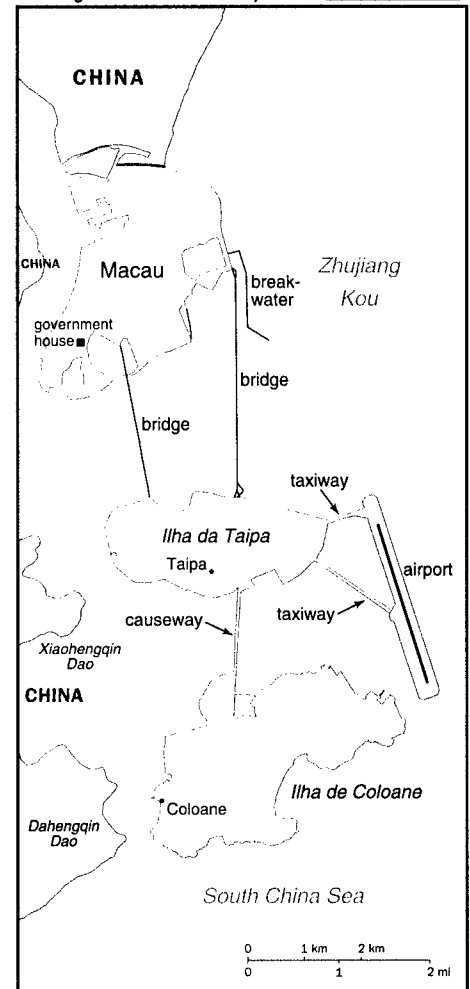 CHINA
CHINA
Macau
Zhujiang
Kou
break-
water
government
house
bridge
bridge
taxiway
Ilha da Taipa
Taipa
airport
causeway
taxiway
Xiaohengqin
Dao
CHINA
Ilha de Coloane
Coloane
Dahengqin
Dao
South China Sea
0 1 km 2 km
0 1 2 mi